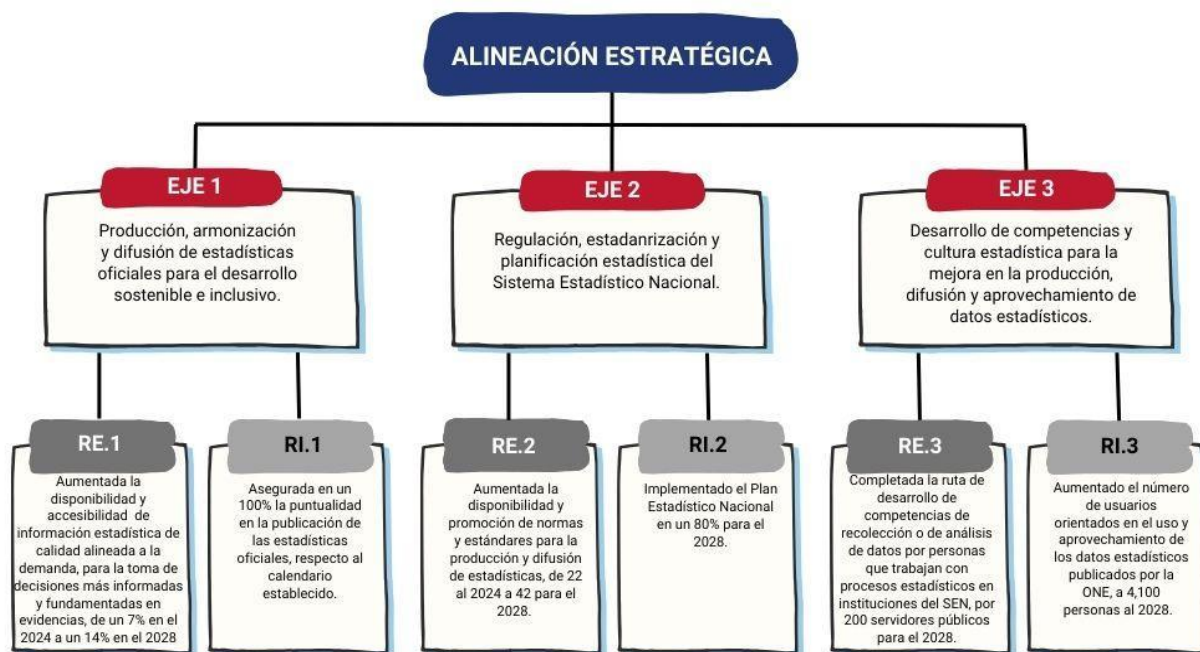 ALINEACIÓN ESTRATÉGICA
EJE 1
Producción, armonización
y difusión de estadísticas
oficiales para el desarrollo
sostenible e inclusivo.
EJE 2
Regulación, estadanrización y
planificación estadística del
Sistema Estadístico Nacional.
EJE 3
Desarrollo de competencias y
cultura estadística para la
mejora en la producción,
difusión y aprovechamiento de
datos estadísticos.
RE.1
Aumentada la
disponibilidad y
accesibilidad de
información estadística de
calidad alineada a la
demanda, para la toma de
decisiones más informadas
y fundamentadas en
evidencias, de un 7% en el
2024 a un 14% en el 2028
RI.1
Asegurada en un
100% la puntualidad
en la publicación de
las estadísticas
oficiales, respecto al
calendario
establecido.
RE.2
Aumentada la
disponibilidad y
promoción de normas
y estándares para la
producción y difusión
de estadísticas, de 22
al 2024 a 42 para el
2028.
RI.2
Implementado el Plan
Estadístico Nacional
en un 80% para el
2028.
RE.3
Completada la ruta de
desarrollo de
competencias de
recolección o de análisis
de datos por personas
que trabajan con
procesos estadísticos en
instituciones del SEN, por
200 servidores públicos
para el 2028.
RI.3
Aumentado el número
de usuarios
orientados en el uso y
aprovechamiento de
los datos estadísticos
publicados por la
ONE, a 4,100
personas al 2028.